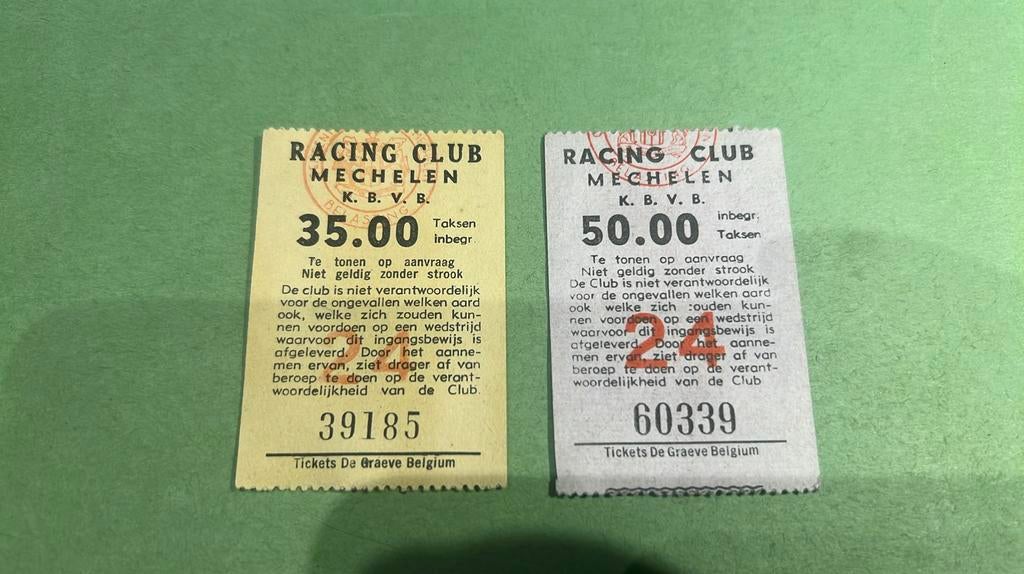 RACING CLUB
MECHELEN
K. B. V. B.
35.00 Taksen inbegr.
Te tonen op aanvraag
Niet geldig zonder strook
De club is niet verantwoordelijk
voor de ongevallen welken aard
ook, welke zich zouden kun-
nen voordoen op een wedstrijd
waarvoor dit ingangsbewijs is
afgeleverd. Door het aanne-
men ervan, ziet drager af van
beroep te doen op de verant-
woordelijkheid van de Club.
24
39185
Tickets De Graeve Belgium
BELASTING
RACING CLUB
MECHELEN
K. B. V. B.
50.00 inbegr. Taksen
Te tonen op aanvraag
Niet geldig zonder strook
De Club is niet verantwoordelijk
voor de ongevallen welken aard
ook, welke zich :ouden kun-
nen voordoen op een wedstrijd
waarvoor dit ingangsbewijs is
afgeleverd. Door het aanne-
men ervan, ziet drager af van
beroep te doen op de verant-
woordelijkheid van de Club
24
60339
Tickets De Graeve Belgium